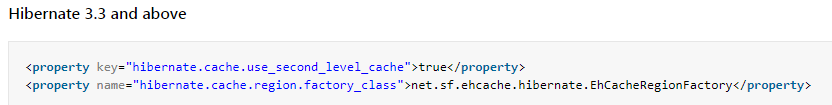 Hibernate 3.3 and above
<property key="hibernate.cache.use_second_level_cache">true</property>
<property name="hibernate.cache.region.factory_class">net.sf.ehcache.hibernate.EhCacheRegionFactory</property>